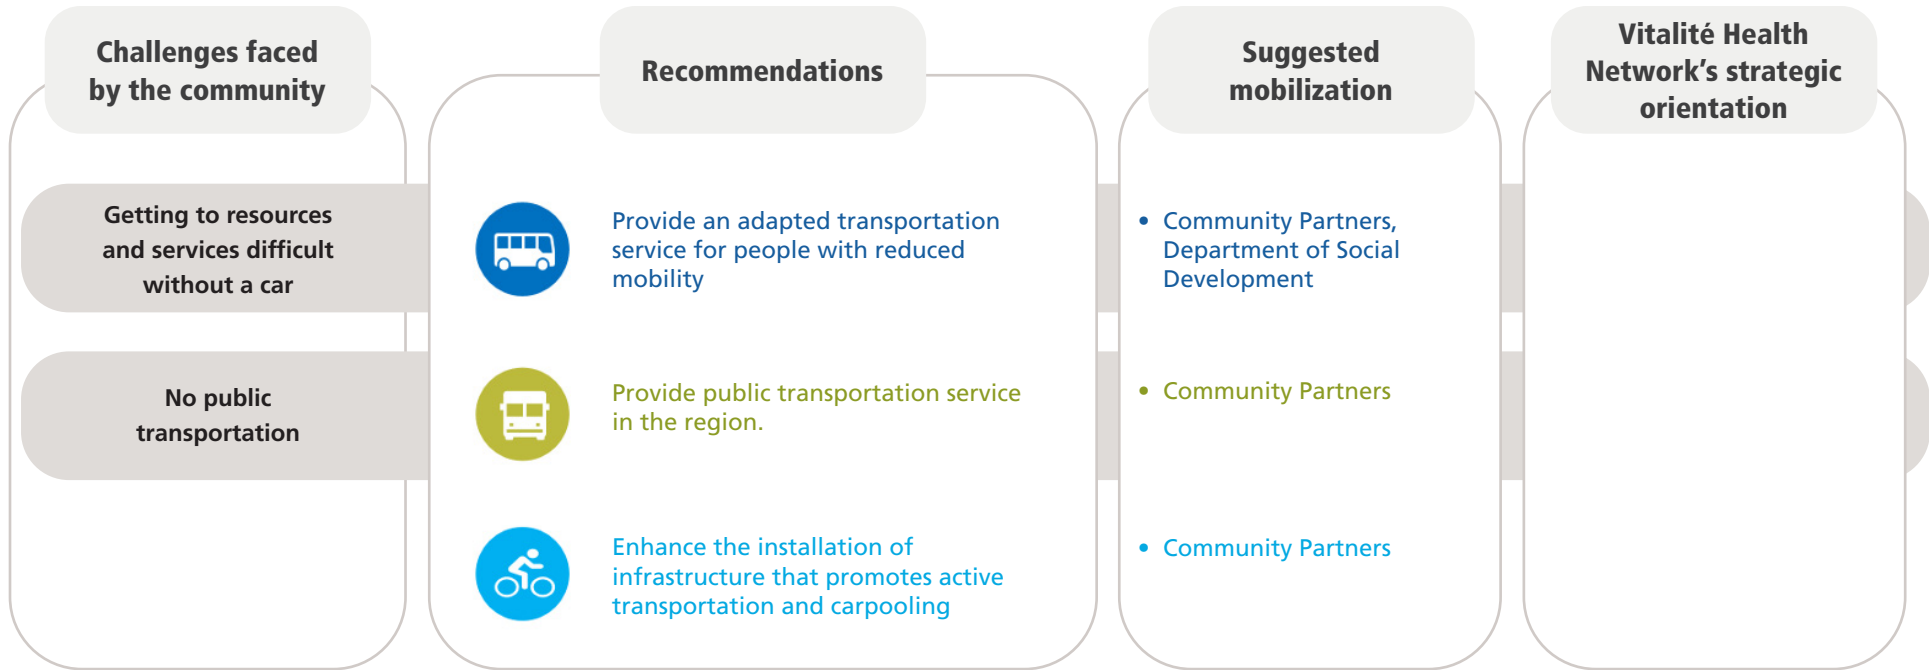 Challenges faced
by the community
Recommendations
Suggested
mobilization
Vitalité Health
Network's strategic
orientation
Getting to resources
and services difficult
without a car
Provide an adapted transportation
service for people with reduced
mobility
• Community Partners,
Department of Social
Development
No public
transportation
Provide public transportation service
in the region.
• Community Partners
Enhance the installation of
infrastructure that promotes active
transportation and carpooling
• Community Partners